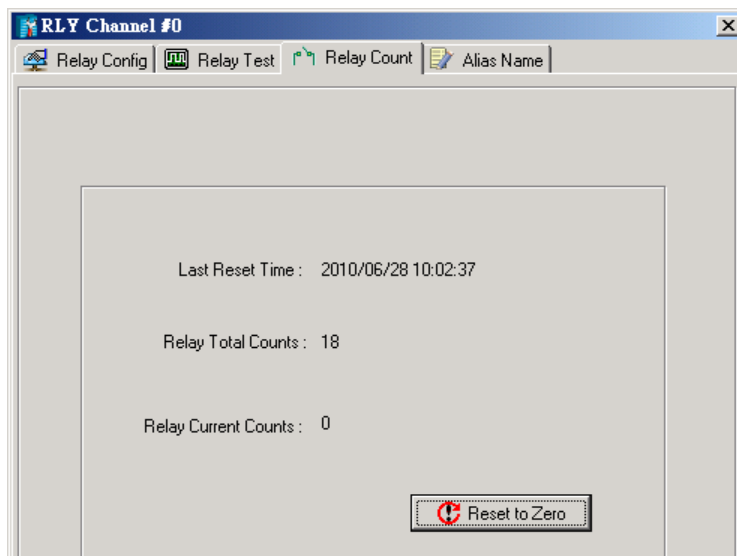 RLY Channel #0
Relay Config Relay Test Relay Count Alias Name
Last Reset Time : 2010/06/28 10:02:37
Relay Total Counts : 18
Relay Current Counts : 0
Reset to Zero